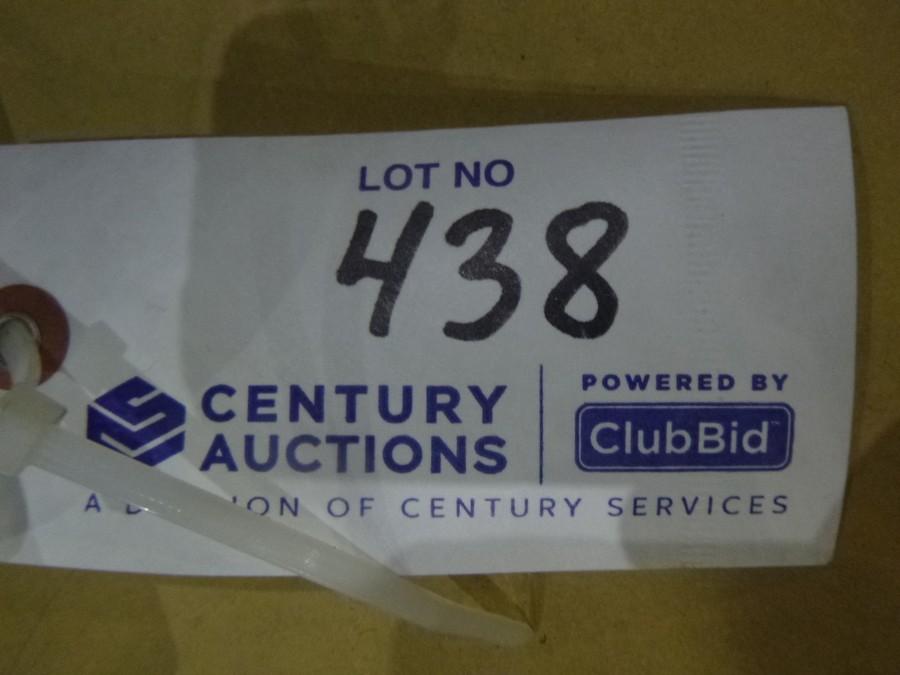 LOT NO
438
CENTURY
AUCTIONS
POWERED BY
ClubBid™
A OF CENTURY SERVICES